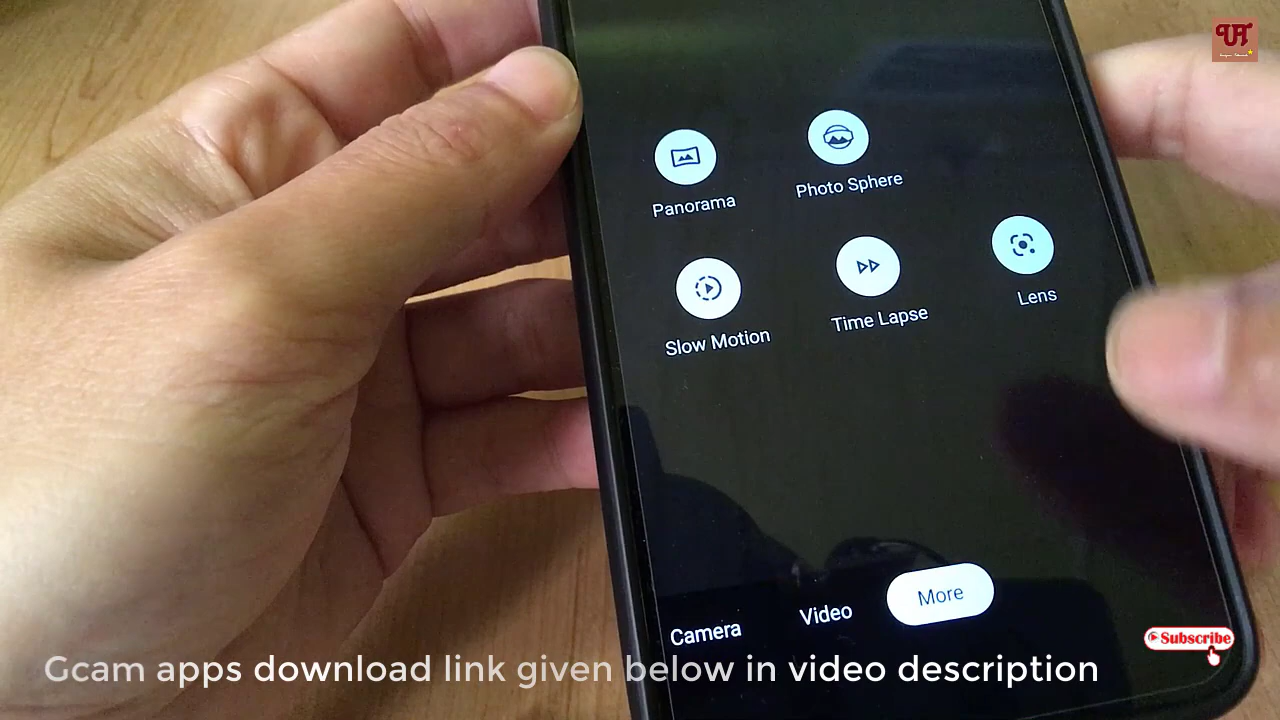 Panorama
Photo Sphere
Slow Motion
Time Lapse
Lens
Camera
Video
More
Subscribe
Gcam apps download link given below in video description